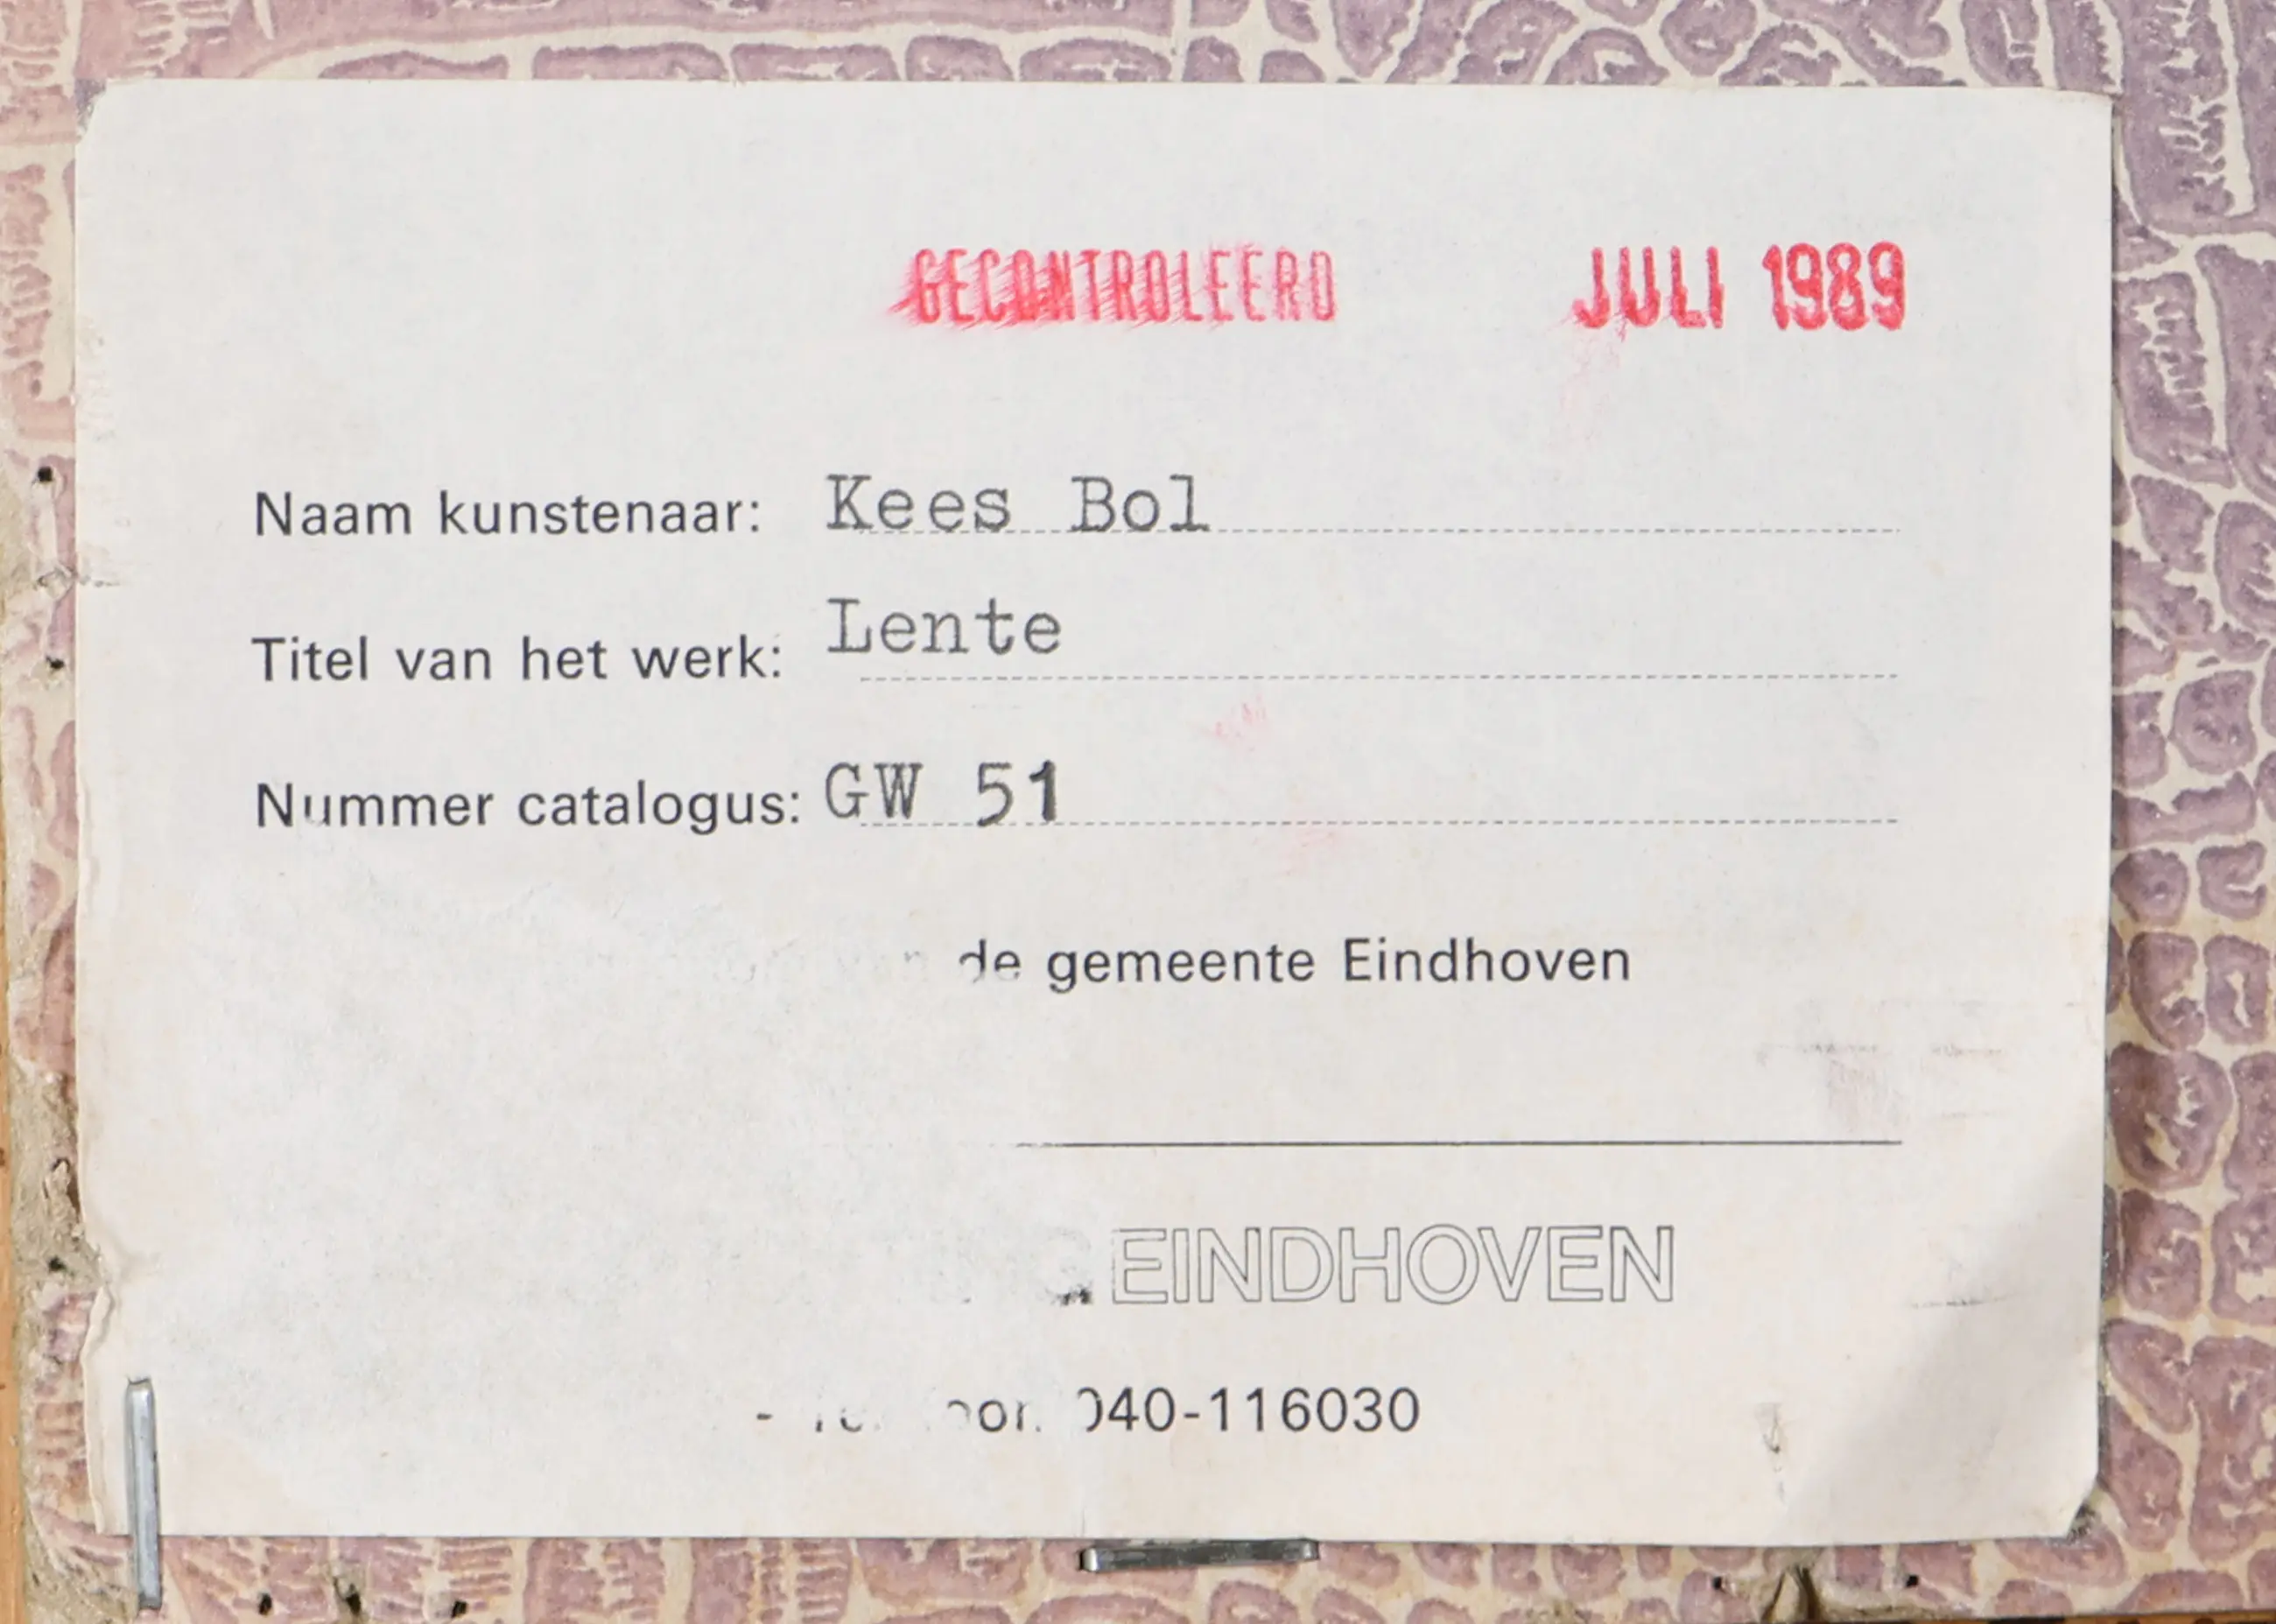 GECONTROLEERD JULI 1989
Naam kunstenaar: Kees Bol
Titel van het werk: Lente
Nummer catalogus: GW 51
de gemeente Eindhoven
EINDHOVEN
040-116030